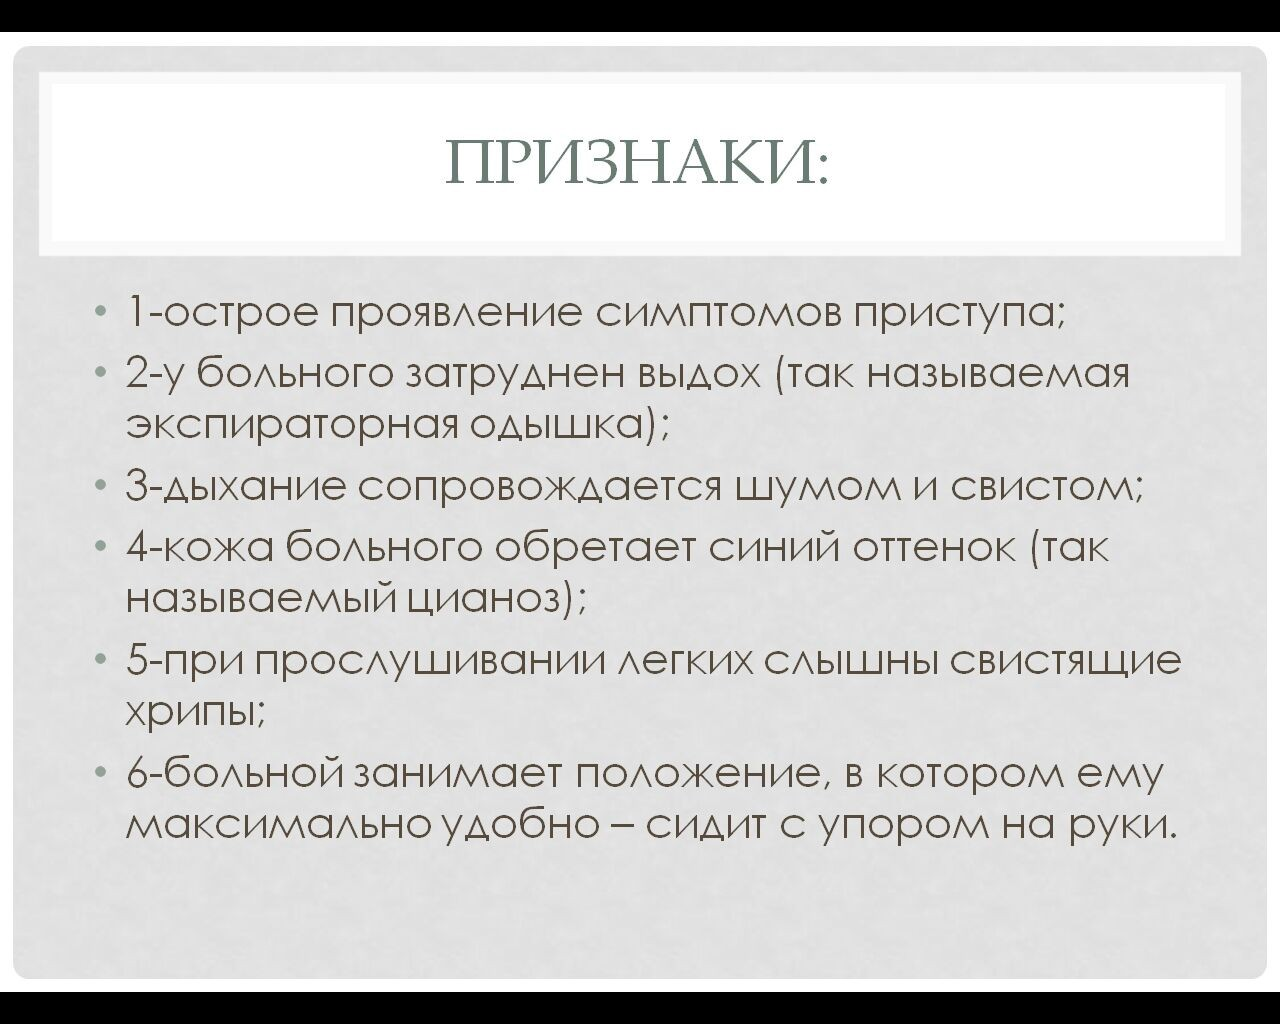 ПРИЗНАКИ:
• 1-острое проявление симптомов приступа;
• 2-у больного затруднен выдох (так называемая
экспираторная одышка);
• 3-дыхание сопровождается шумом и свистом;
• 4-кожа больного обретает синий оттенок (так
называемый цианоз);
• 5-при прослушивании легких слышны свистящие
хрипы;
• 6-больной занимает положение, в котором ему
максимально удобно – сидит с упором на руки.